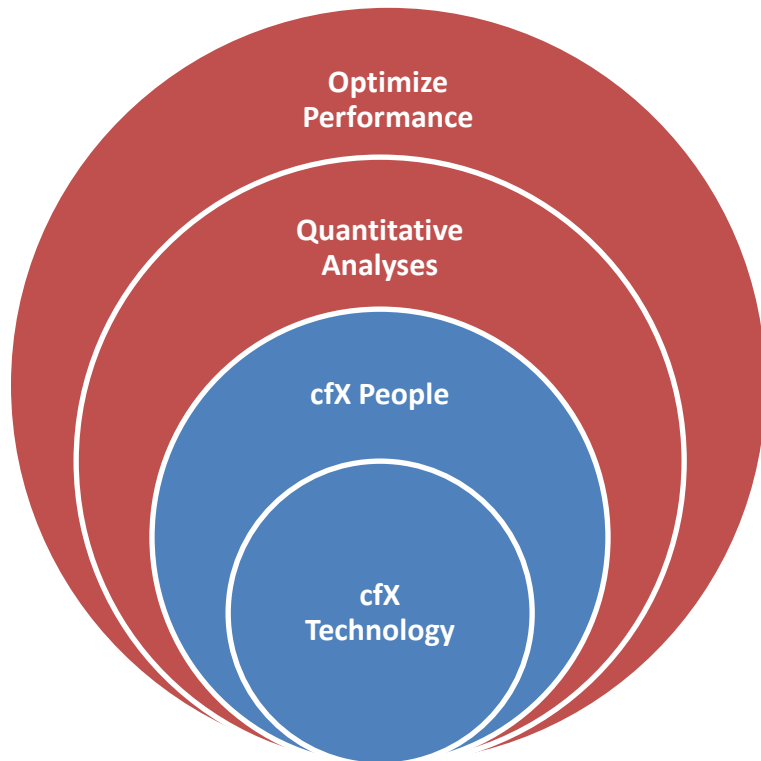 Optimize
Performance
Quantitative
Analyses
cfX People
cfX
Technology